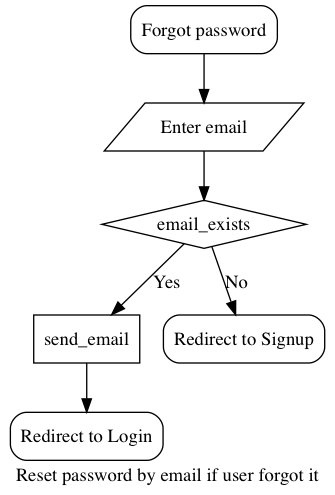 Forgot password
Enter email
email_exists
Yes
No
send_email
Redirect to Signup
Redirect to Login
Reset password by email if user forgot it